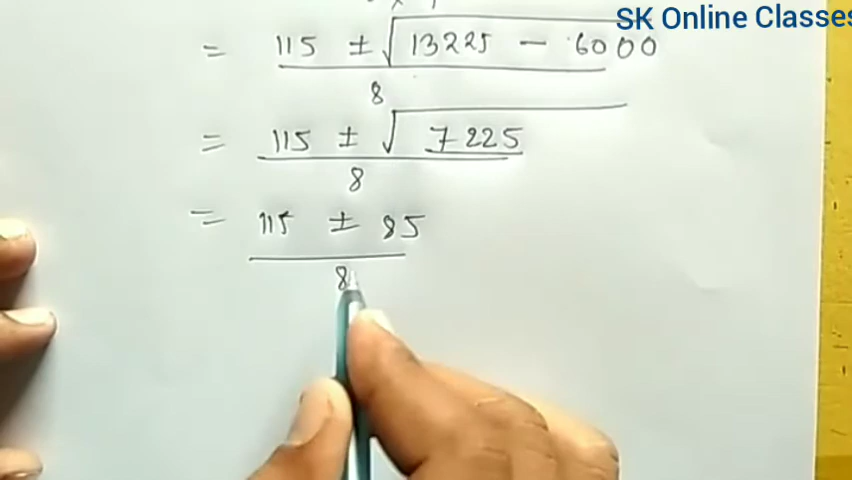 SK Online Classes
= 115 ± √13225 − 6000
8
= 115 ± √7225
8
= 115 ± 85
8